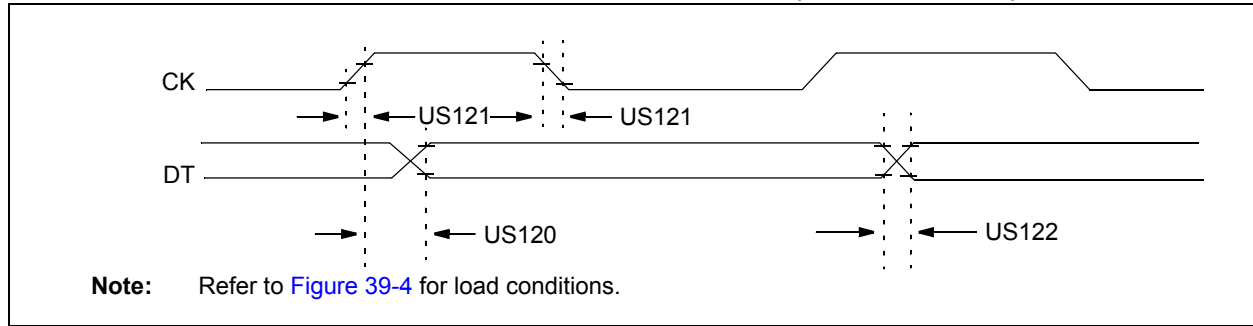 CK
US121
US121
DT
US120
US122
Note: Refer to Figure 39-4 for load conditions.